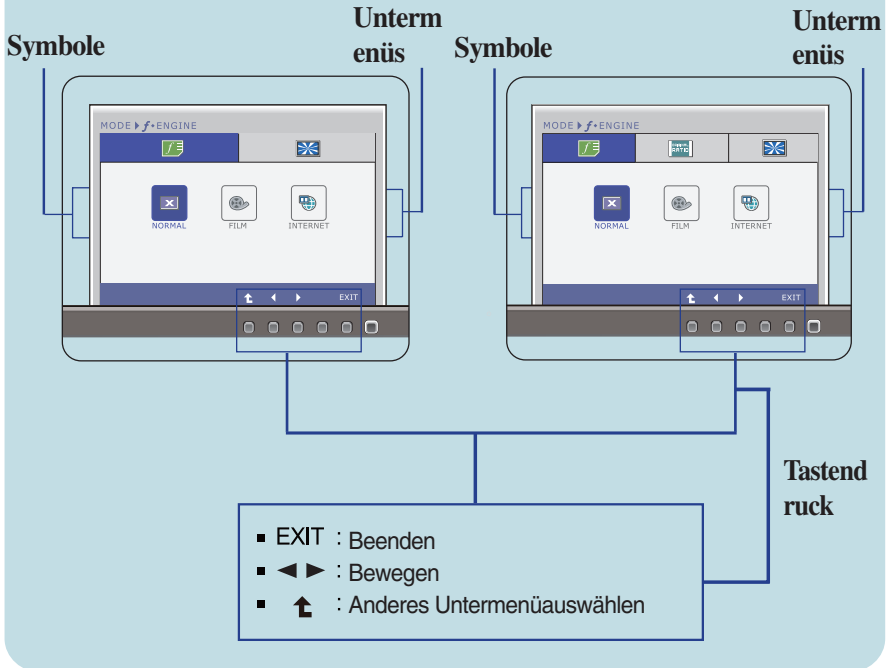 Symbole
Unterm
enüs
Symbole
Unterm
enüs
MODE ƒ•ENGINE
NORMAL FILM INTERNET
EXIT
MODE ƒ•ENGINE
RATIO
NORMAL FILM INTERNET
EXIT
Tastend
ruck
EXIT : Beenden
◄ ► : Bewegen
: Anderes Untermenüauswählen